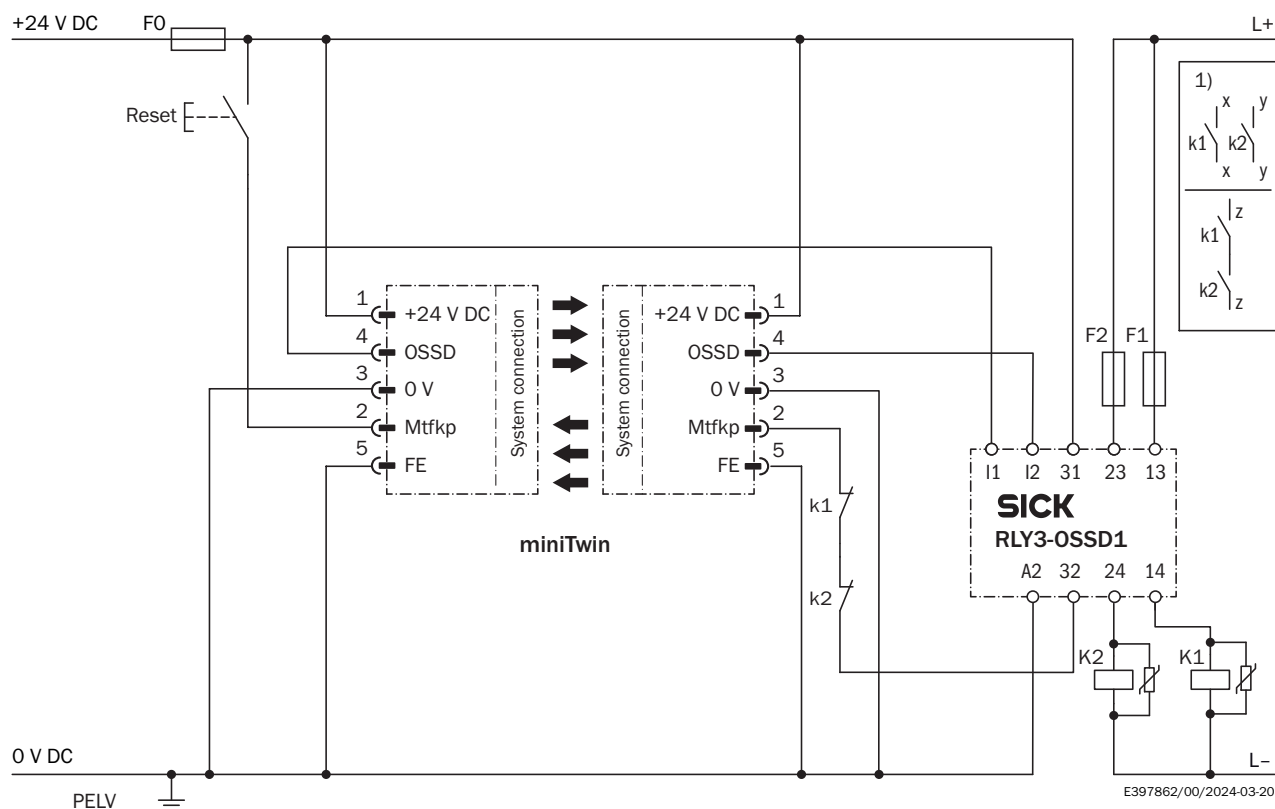 +24 V DC F0 L+
Reset
1)
x y
k1 k2
x y
z
k1
k2
z
1 +24 V DC
4 OSSD
3 0 V
2 Mtfkp
5 FE
System connection
System connection
+24 V DC 1
OSSD 4
0 V 3
Mtfkp 2
FE 5
miniTwin
k1
k2
F2 F1
I1 I2 31 23 13
SICK
RLY3-OSSD1
A2 32 24 14
K2 K1
0 V DC L–
PELV
E397862/00/2024-03-20